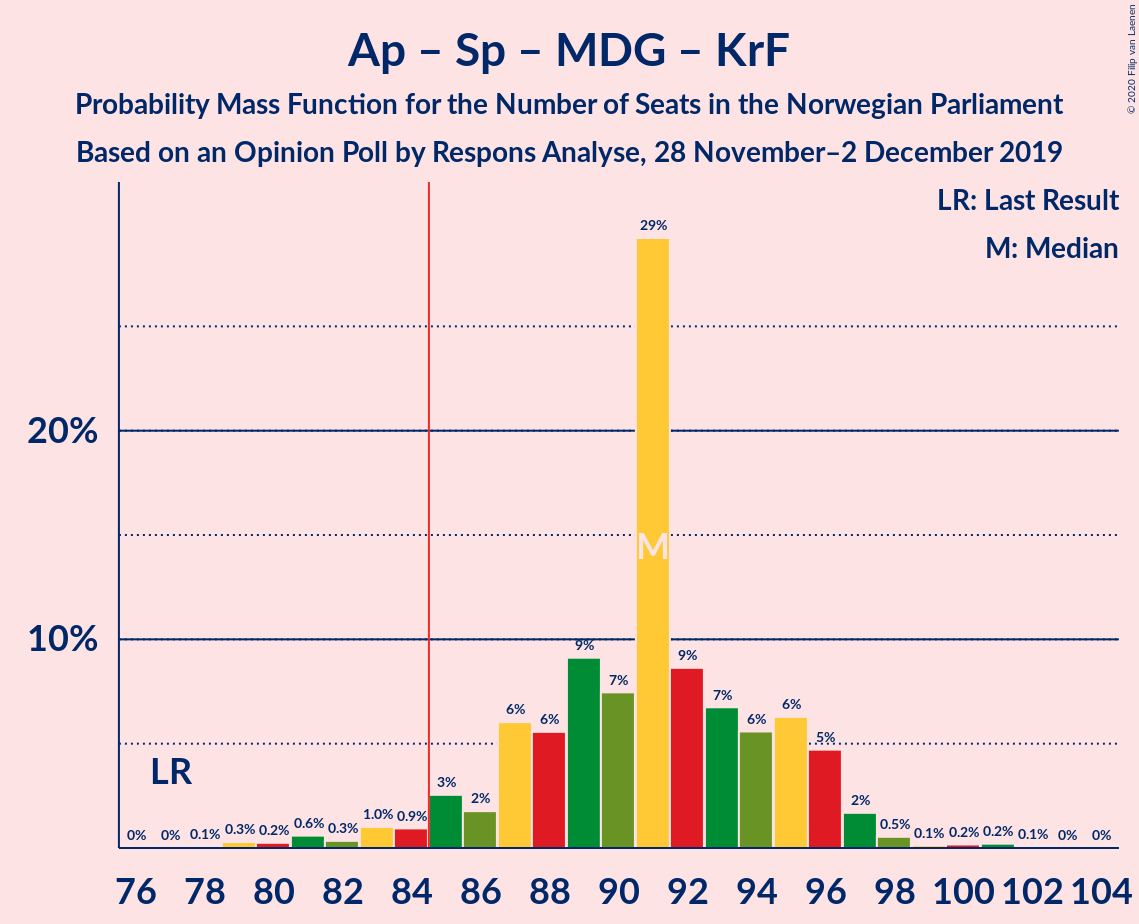 Ap – Sp – MDG – KrF
Probability Mass Function for the Number of Seats in the Norwegian Parliament
Based on an Opinion Poll by Respons Analyse, 28 November–2 December 2019
© 2020 Filip van Laenen
LR: Last Result
M: Median
20%
10%
LR
M
0% 0% 0.1% 0.3% 0.2% 0.6% 0.3% 1.0% 0.9% 3% 2% 6% 6% 9% 7% 29% 9% 7% 6% 6% 5% 2% 0.5% 0.1% 0.2% 0.2% 0.1% 0% 0%
76 78 80 82 84 86 88 90 92 94 96 98 100 102 104